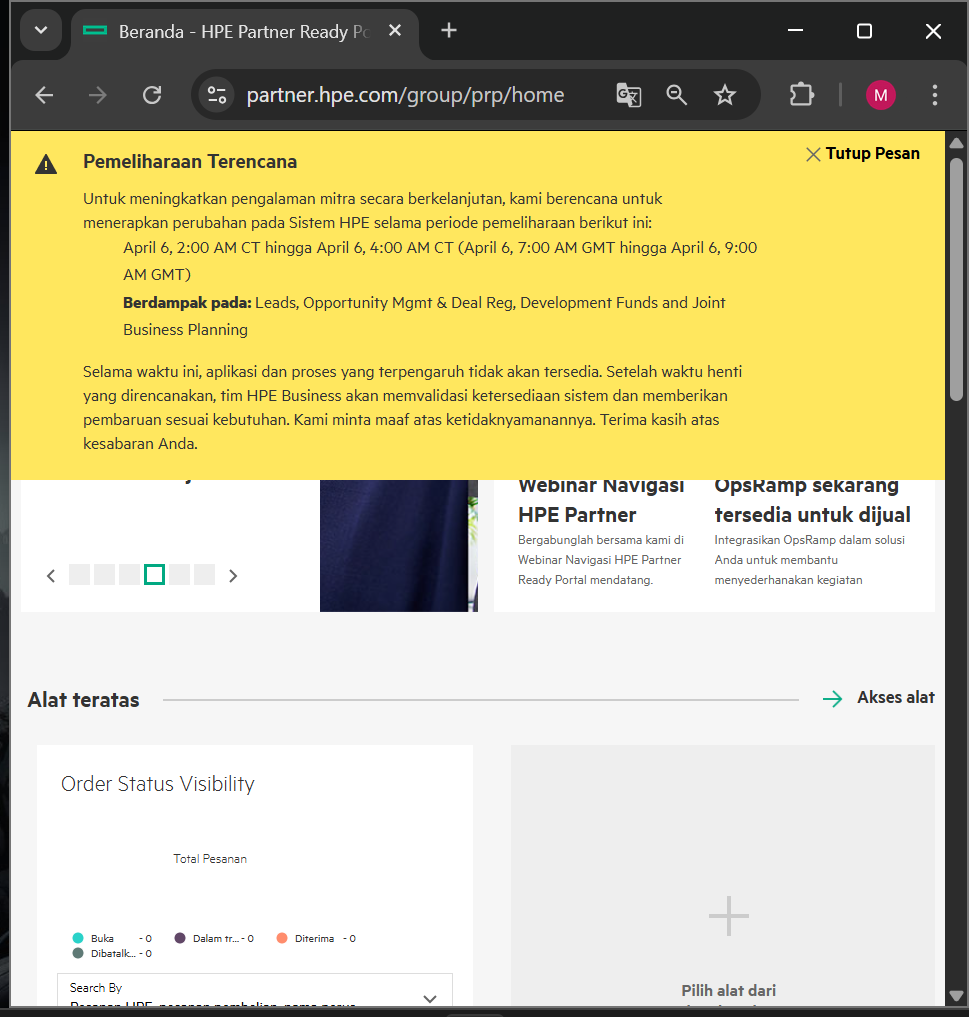 Beranda - HPE Partner Ready Po
partner.hpe.com/group/prp/home
M
Pemeliharaan Terencana
Tutup Pesan
Untuk meningkatkan pengalaman mitra secara berkelanjutan, kami berencana untuk
menerapkan perubahan pada Sistem HPE selama periode pemeliharaan berikut ini:
April 6, 2:00 AM CT hingga April 6, 4:00 AM CT (April 6, 7:00 AM GMT hingga April 6, 9:00
AM GMT)
Berdampak pada: Leads, Opportunity Mgmt & Deal Reg, Development Funds and Joint
Business Planning
Selama waktu ini, aplikasi dan proses yang terpengaruh tidak akan tersedia. Setelah waktu henti
yang direncanakan, tim HPE Business akan memvalidasi ketersediaan sistem dan memberikan
pembaruan sesuai kebutuhan. Kami minta maaf atas ketidaknyamanannya. Terima kasih atas
kesabaran Anda.
Webinar Navigasi
HPE Partner
Bergabunglah bersama kami di
Webinar Navigasi HPE Partner
Ready Portal mendatang.
OpsRamp sekarang
tersedia untuk dijual
Integrasikan OpsRamp dalam solusi
Anda untuk membantu
menyederhanakan kegiatan
Alat teratas
Akses alat
Order Status Visibility
Total Pesanan
Buka - 0
Dalam tr... - 0
Diterima - 0
Dibatalk... - 0
Search By
Pesanan HPE, pesanan pembelian, nama
Pilih alat dari